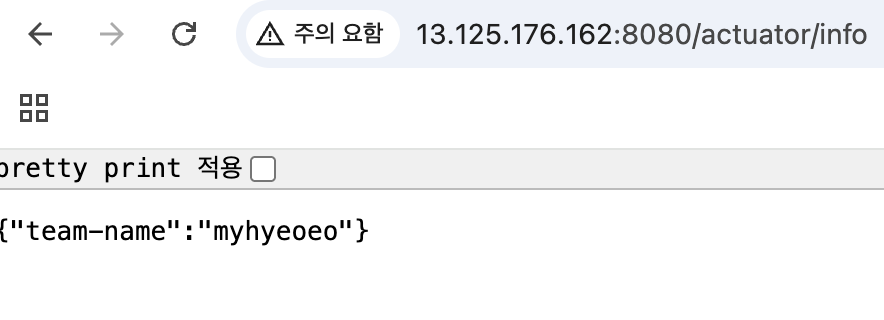 주의 요함 13.125.176.162:8080/actuator/info
pretty print 적용
{"team-name":"myhyeoeo"}